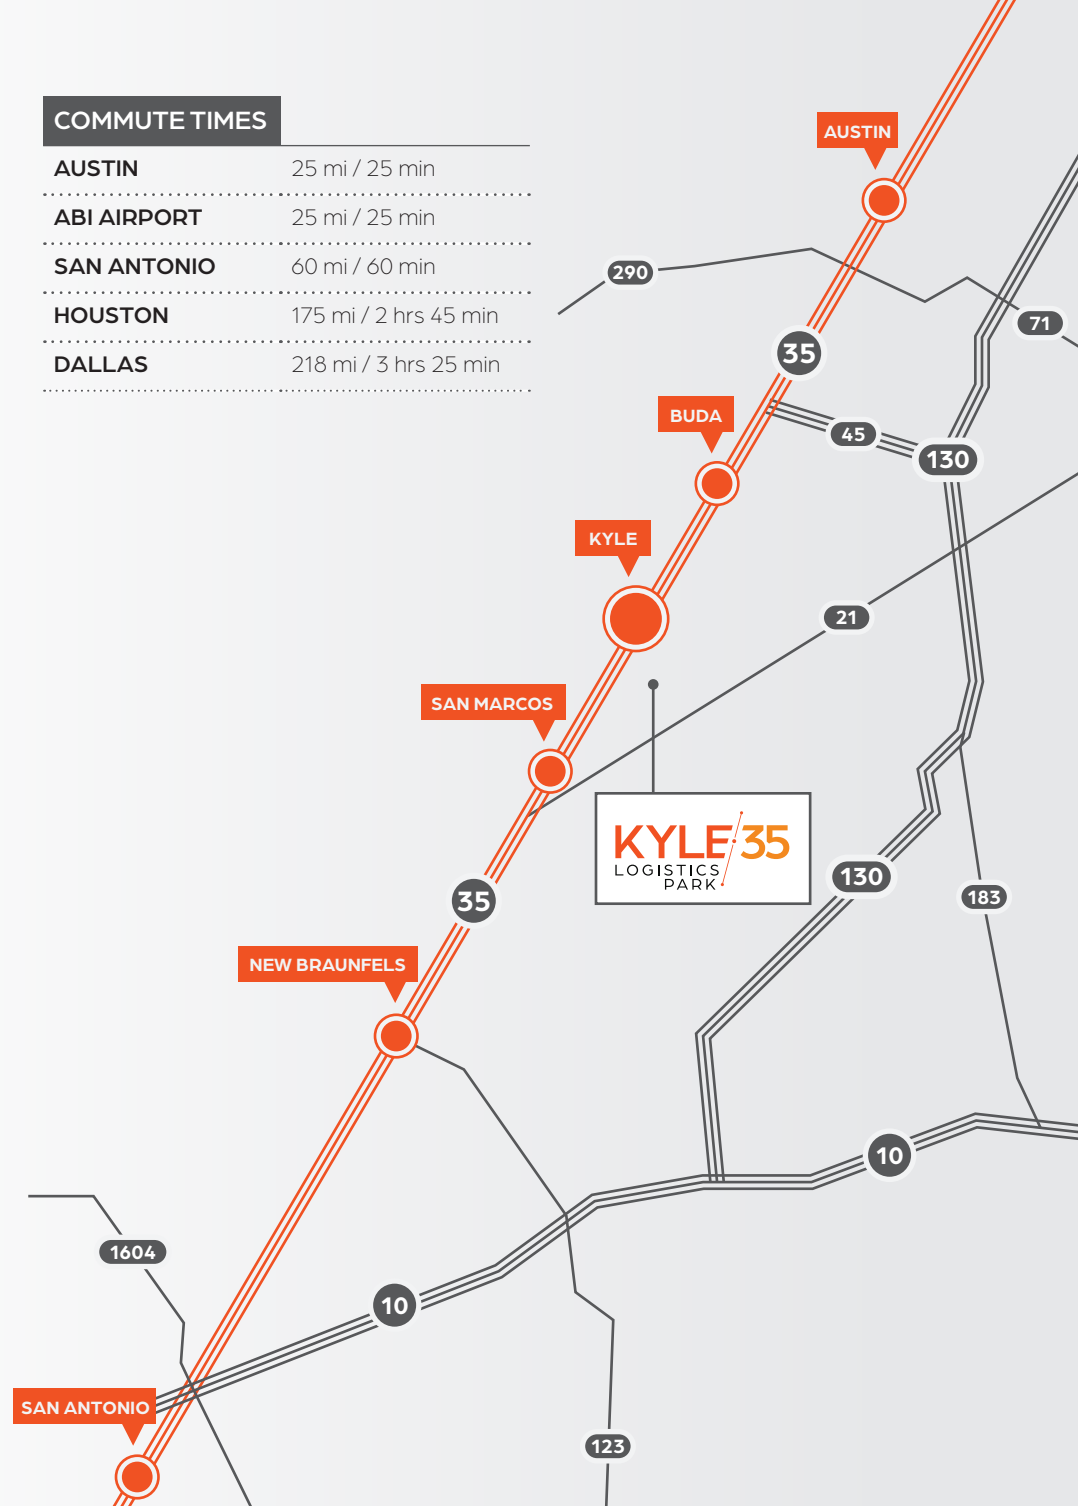 COMMUTE TIMES
AUSTIN 25 mi / 25 min
ABI AIRPORT 25 mi / 25 min
SAN ANTONIO 60 mi / 60 min
HOUSTON 175 mi / 2 hrs 45 min
DALLAS 218 mi / 3 hrs 25 min
AUSTIN
290
71
35
BUDA
45
130
KYLE
21
SAN MARCOS
KYLE 35
LOGISTICS
PARK
130
183
35
NEW BRAUNFELS
10
1604
10
SAN ANTONIO
123